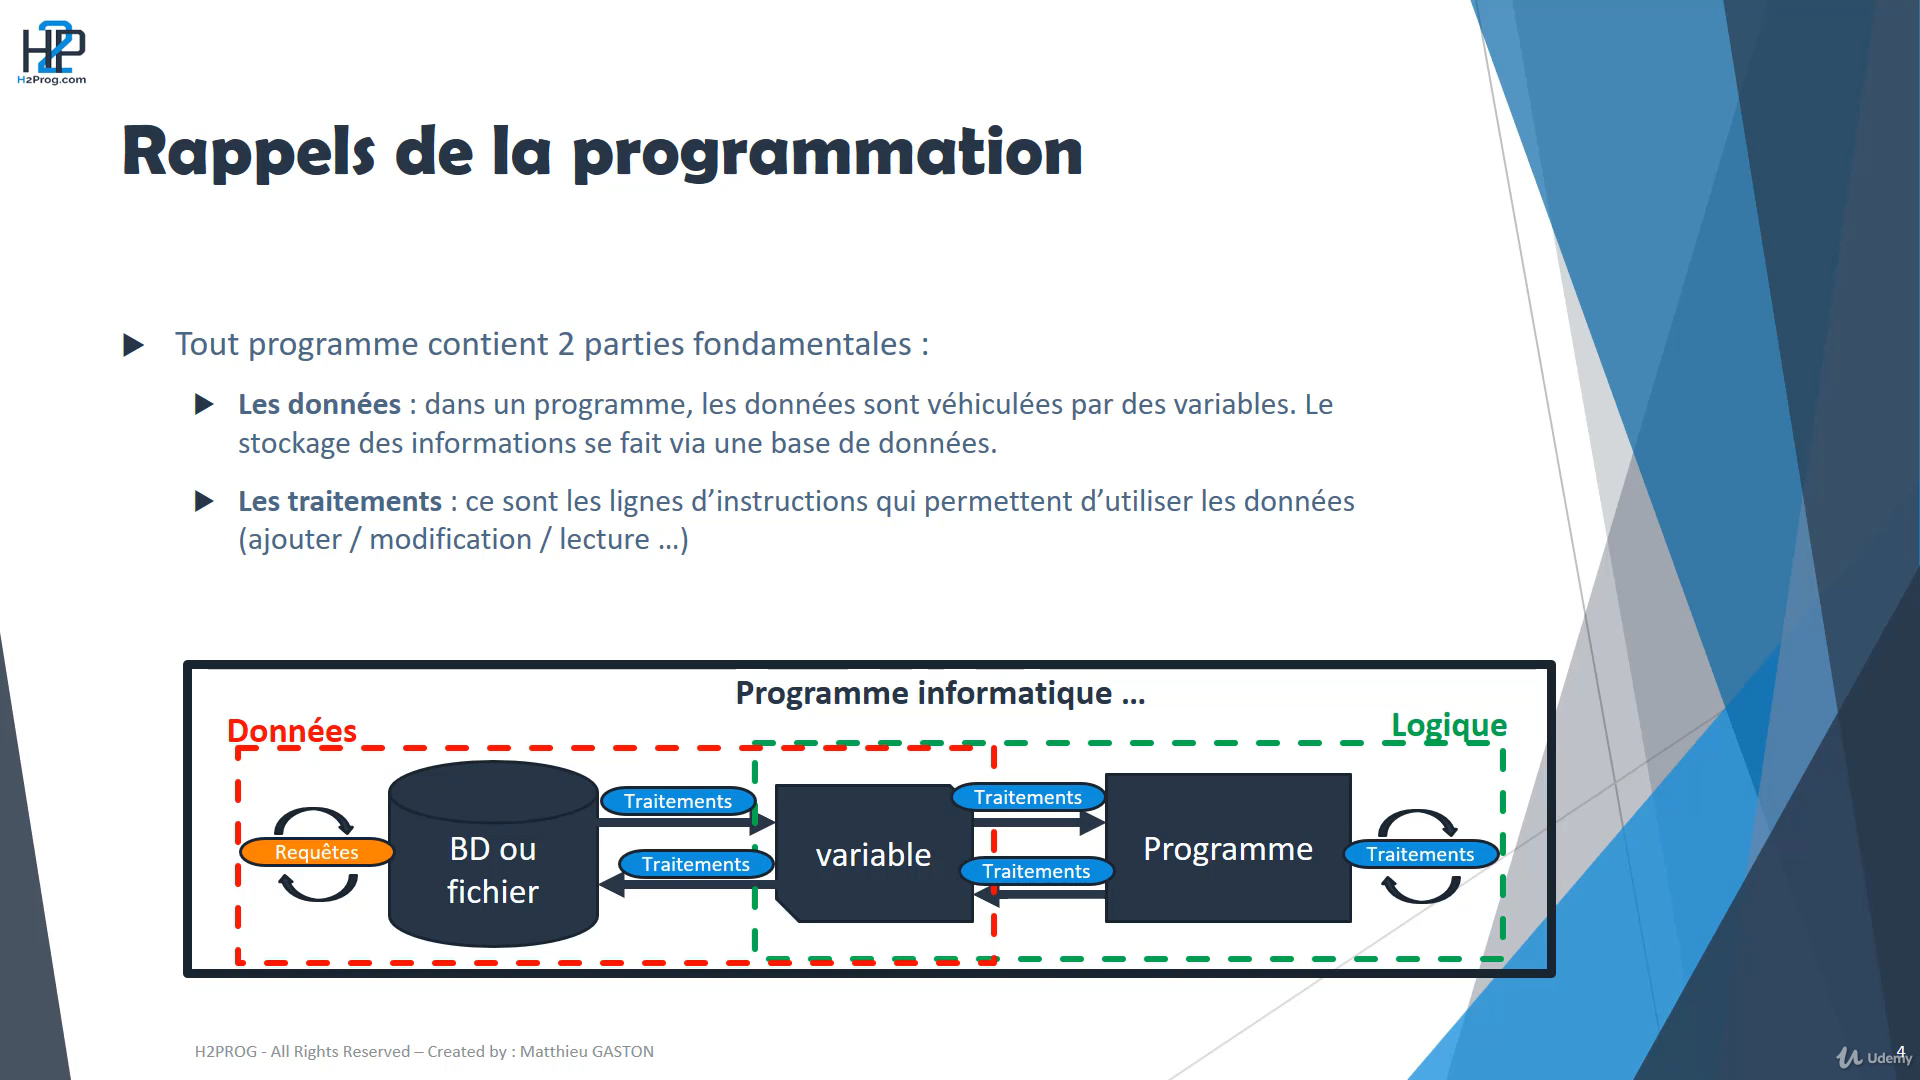 H2P
H2Prog.com
Rappels de la programmation
Tout programme contient 2 parties fondamentales :
Les données : dans un programme, les données sont véhiculées par des variables. Le
stockage des informations se fait via une base de données.
Les traitements : ce sont les lignes d’instructions qui permettent d’utiliser les données
(ajouter / modification / lecture …)
Programme informatique …
Données
Logique
Requêtes
BD ou
fichier
Traitements
Traitements
variable
Traitements
Traitements
Programme
Traitements
H2PROG - All Rights Reserved – Created by : Matthieu GASTON
4
Udemy